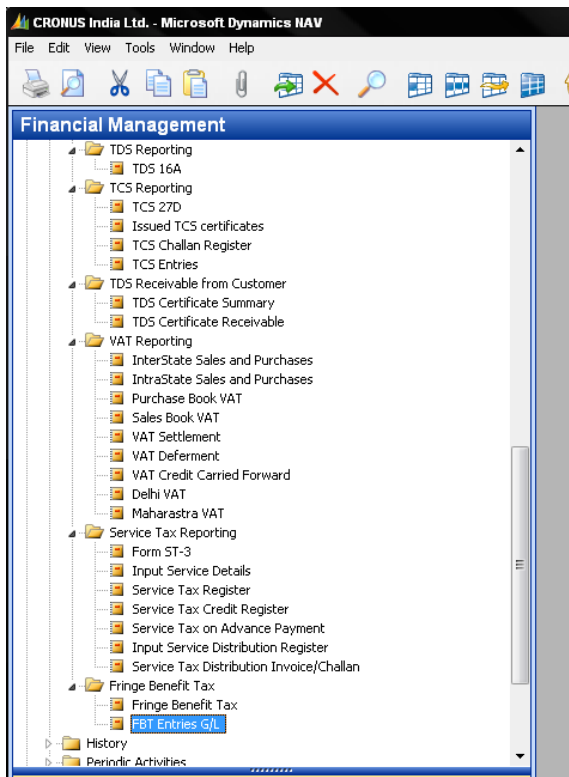 CRONUS India Ltd. - Microsoft Dynamics NAV
File Edit View Tools Window Help
Financial Management
TDS Reporting
TDS 16A
TCS Reporting
TCS 27D
Issued TCS certificates
TCS Challan Register
TCS Entries
TDS Receivable from Customer
TDS Certificate Summary
TDS Certificate Receivable
VAT Reporting
InterState Sales and Purchases
IntraState Sales and Purchases
Purchase Book VAT
Sales Book VAT
VAT Settlement
VAT Deferment
VAT Credit Carried Forward
Delhi VAT
Maharastra VAT
Service Tax Reporting
Form ST-3
Input Service Details
Service Tax Register
Service Tax Credit Register
Service Tax on Advance Payment
Input Service Distribution Register
Service Tax Distribution Invoice/Challan
Fringe Benefit Tax
Fringe Benefit Tax
FBT Entries G/L
History
Periodic Activities